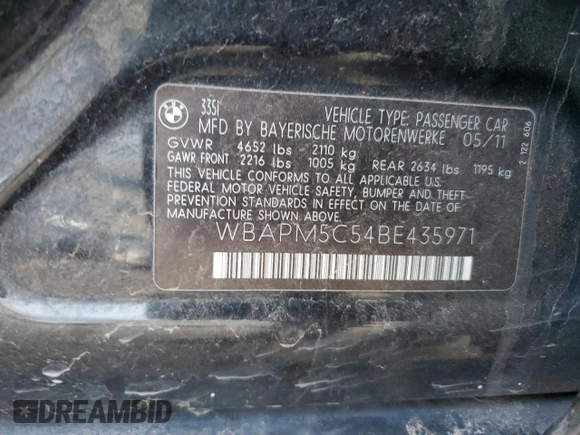 BMW
335i
VEHICLE TYPE: PASSENGER CAR
MFD BY BAYERISCHE MOTORENWERKE 05/11
GVWR 4652 lbs 2110 kg
GAWR FRONT 2216 lbs 1005 kg REAR 2634 lbs 1195 kg
THIS VEHICLE CONFORMS TO ALL APPLICABLE U.S.
FEDERAL MOTOR VEHICLE SAFETY, BUMPER AND THEFT
PREVENTION STANDARDS IN EFFECT ON THE DATE OF
MANUFACTURE SHOWN ABOVE.
WBAPM5C54BE435971
2 122 606
DREAMBID